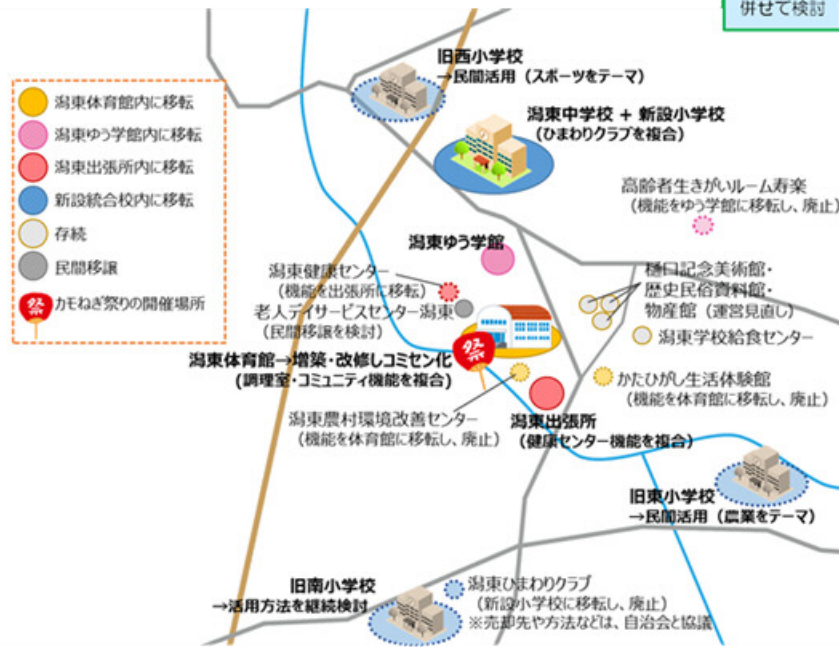 併せて検討
潟東体育館内に移転
潟東ゆう学館内に移転
潟東出張所内に移転
新設統合校内に移転
存続
民間移譲
祭
カモねぎ祭りの開催場所
旧西小学校
→民間活用（スポーツをテーマ）
潟東中学校 + 新設小学校
（ひまわりクラブを複合）
高齢者生きがいルーム寿楽
（機能をゆう学館に移転し、廃止）
潟東ゆう学館
潟東健康センター
（機能を出張所に移転）
老人デイサービスセンター潟東
（民間移譲を検討）
樋口記念美術館・
歴史民俗資料館・
物産館（運営見直し）
潟東学校給食センター
祭
潟東体育館→増築・改修しコミセン化
（調理室・コミュニティ機能を複合）
かたひがし生活体験館
（機能を体育館に移転し、廃止）
潟東農村環境改善センター
（機能を体育館に移転し、廃止）
潟東出張所
（健康センター機能を複合）
旧東小学校
→民間活用（農業をテーマ）
旧南小学校
→活用方法を継続検討
潟東ひまわりクラブ
（新設小学校に移転し、廃止）
※売却先や方法などは、自治会と協議